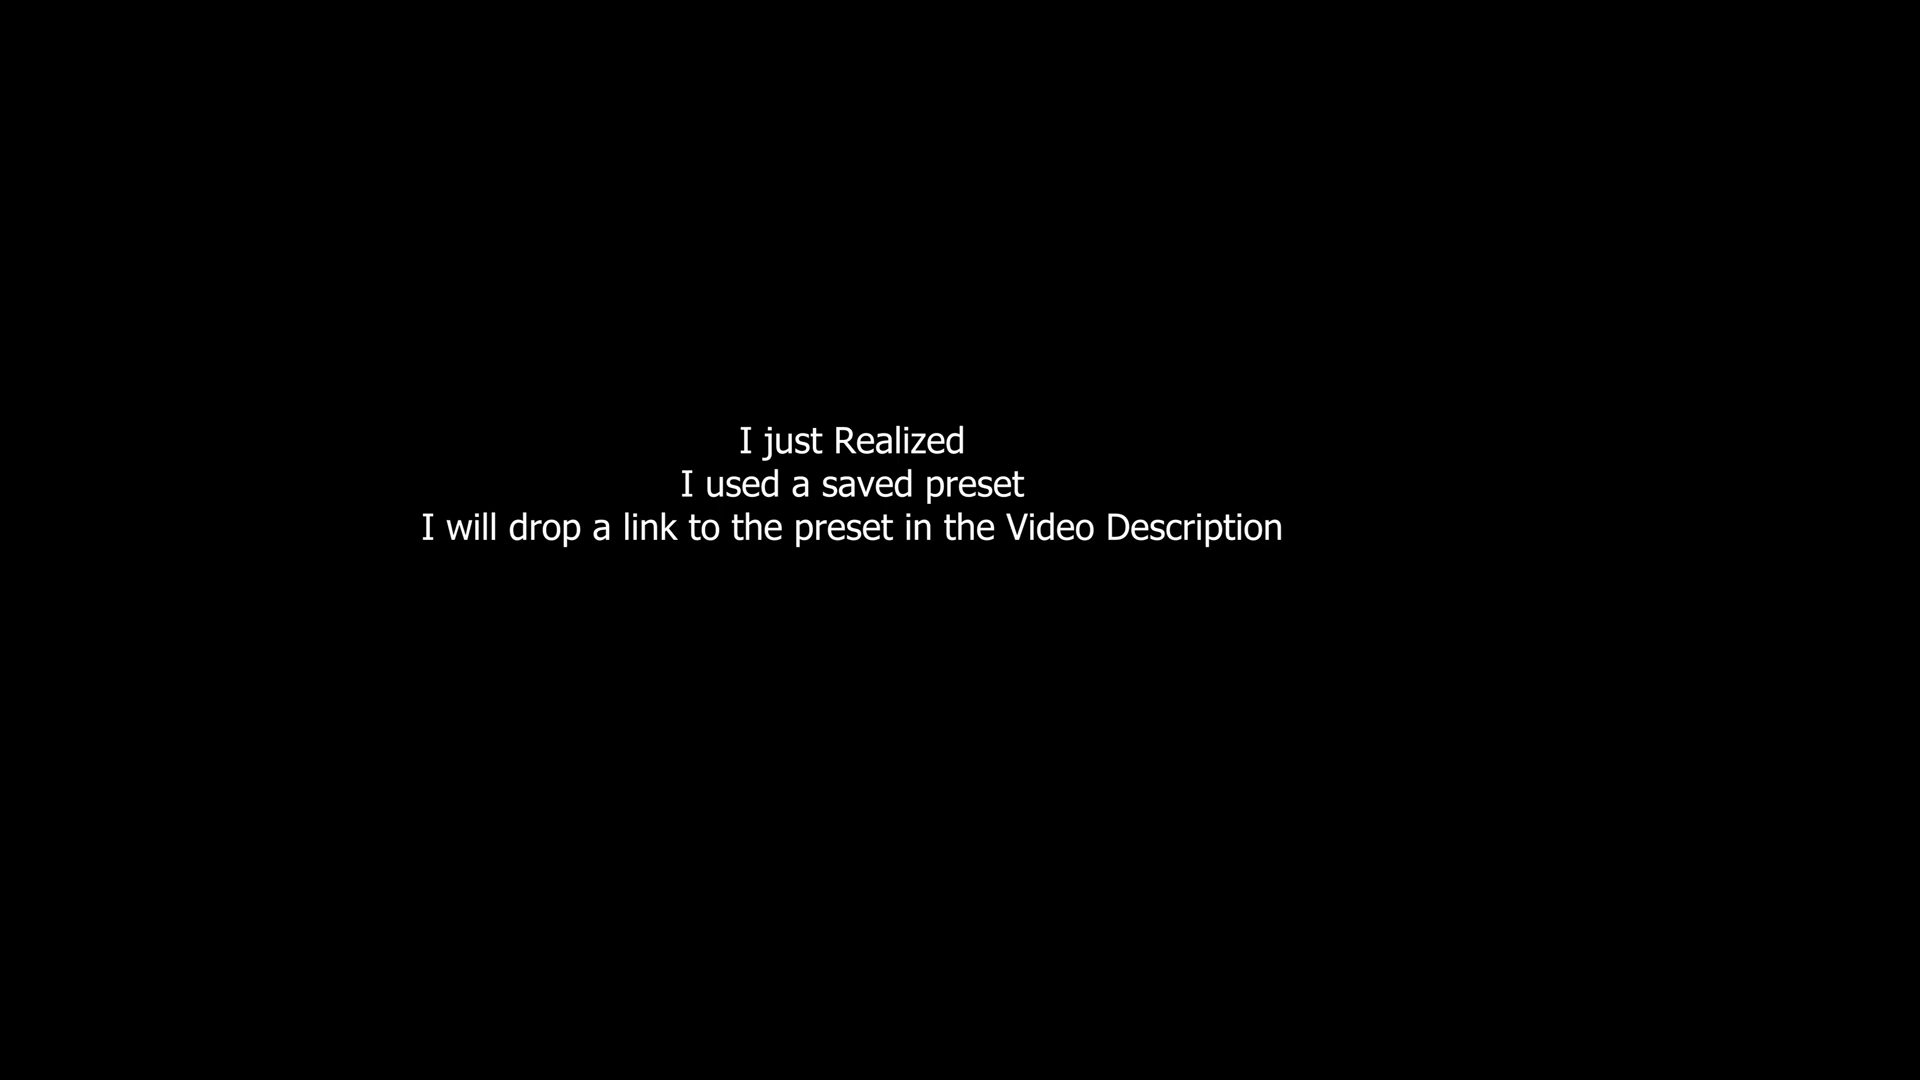 I just Realized
I used a saved preset
I will drop a link to the preset in the Video Description